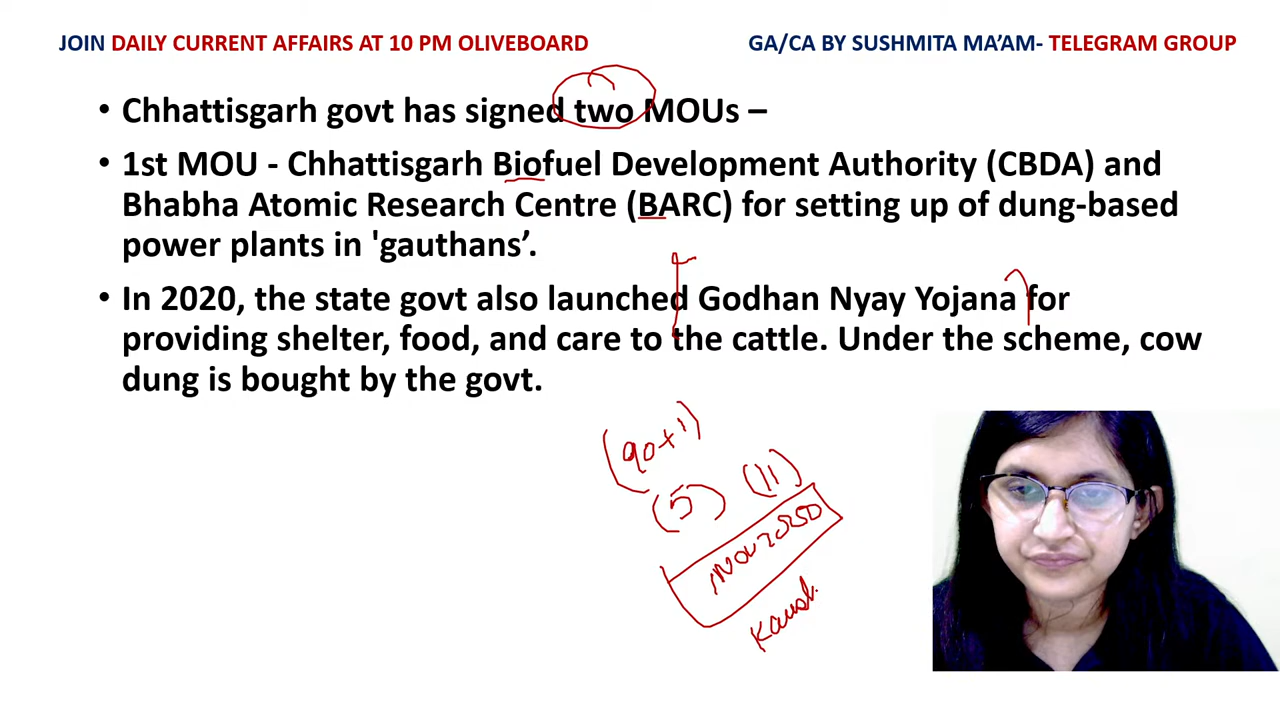 JOIN DAILY CURRENT AFFAIRS AT 10 PM OLIVEBOARD
GA/CA BY SUSHMITA MA’AM- TELEGRAM GROUP
• Chhattisgarh govt has signed two MOUs –
• 1st MOU - Chhattisgarh Biofuel Development Authority (CBDA) and
Bhabha Atomic Research Centre (BARC) for setting up of dung-based
power plants in 'gauthans’.
• In 2020, the state govt also launched Godhan Nyay Yojana for
providing shelter, food, and care to the cattle. Under the scheme, cow
dung is bought by the govt.
(90+1)
(5) (11)